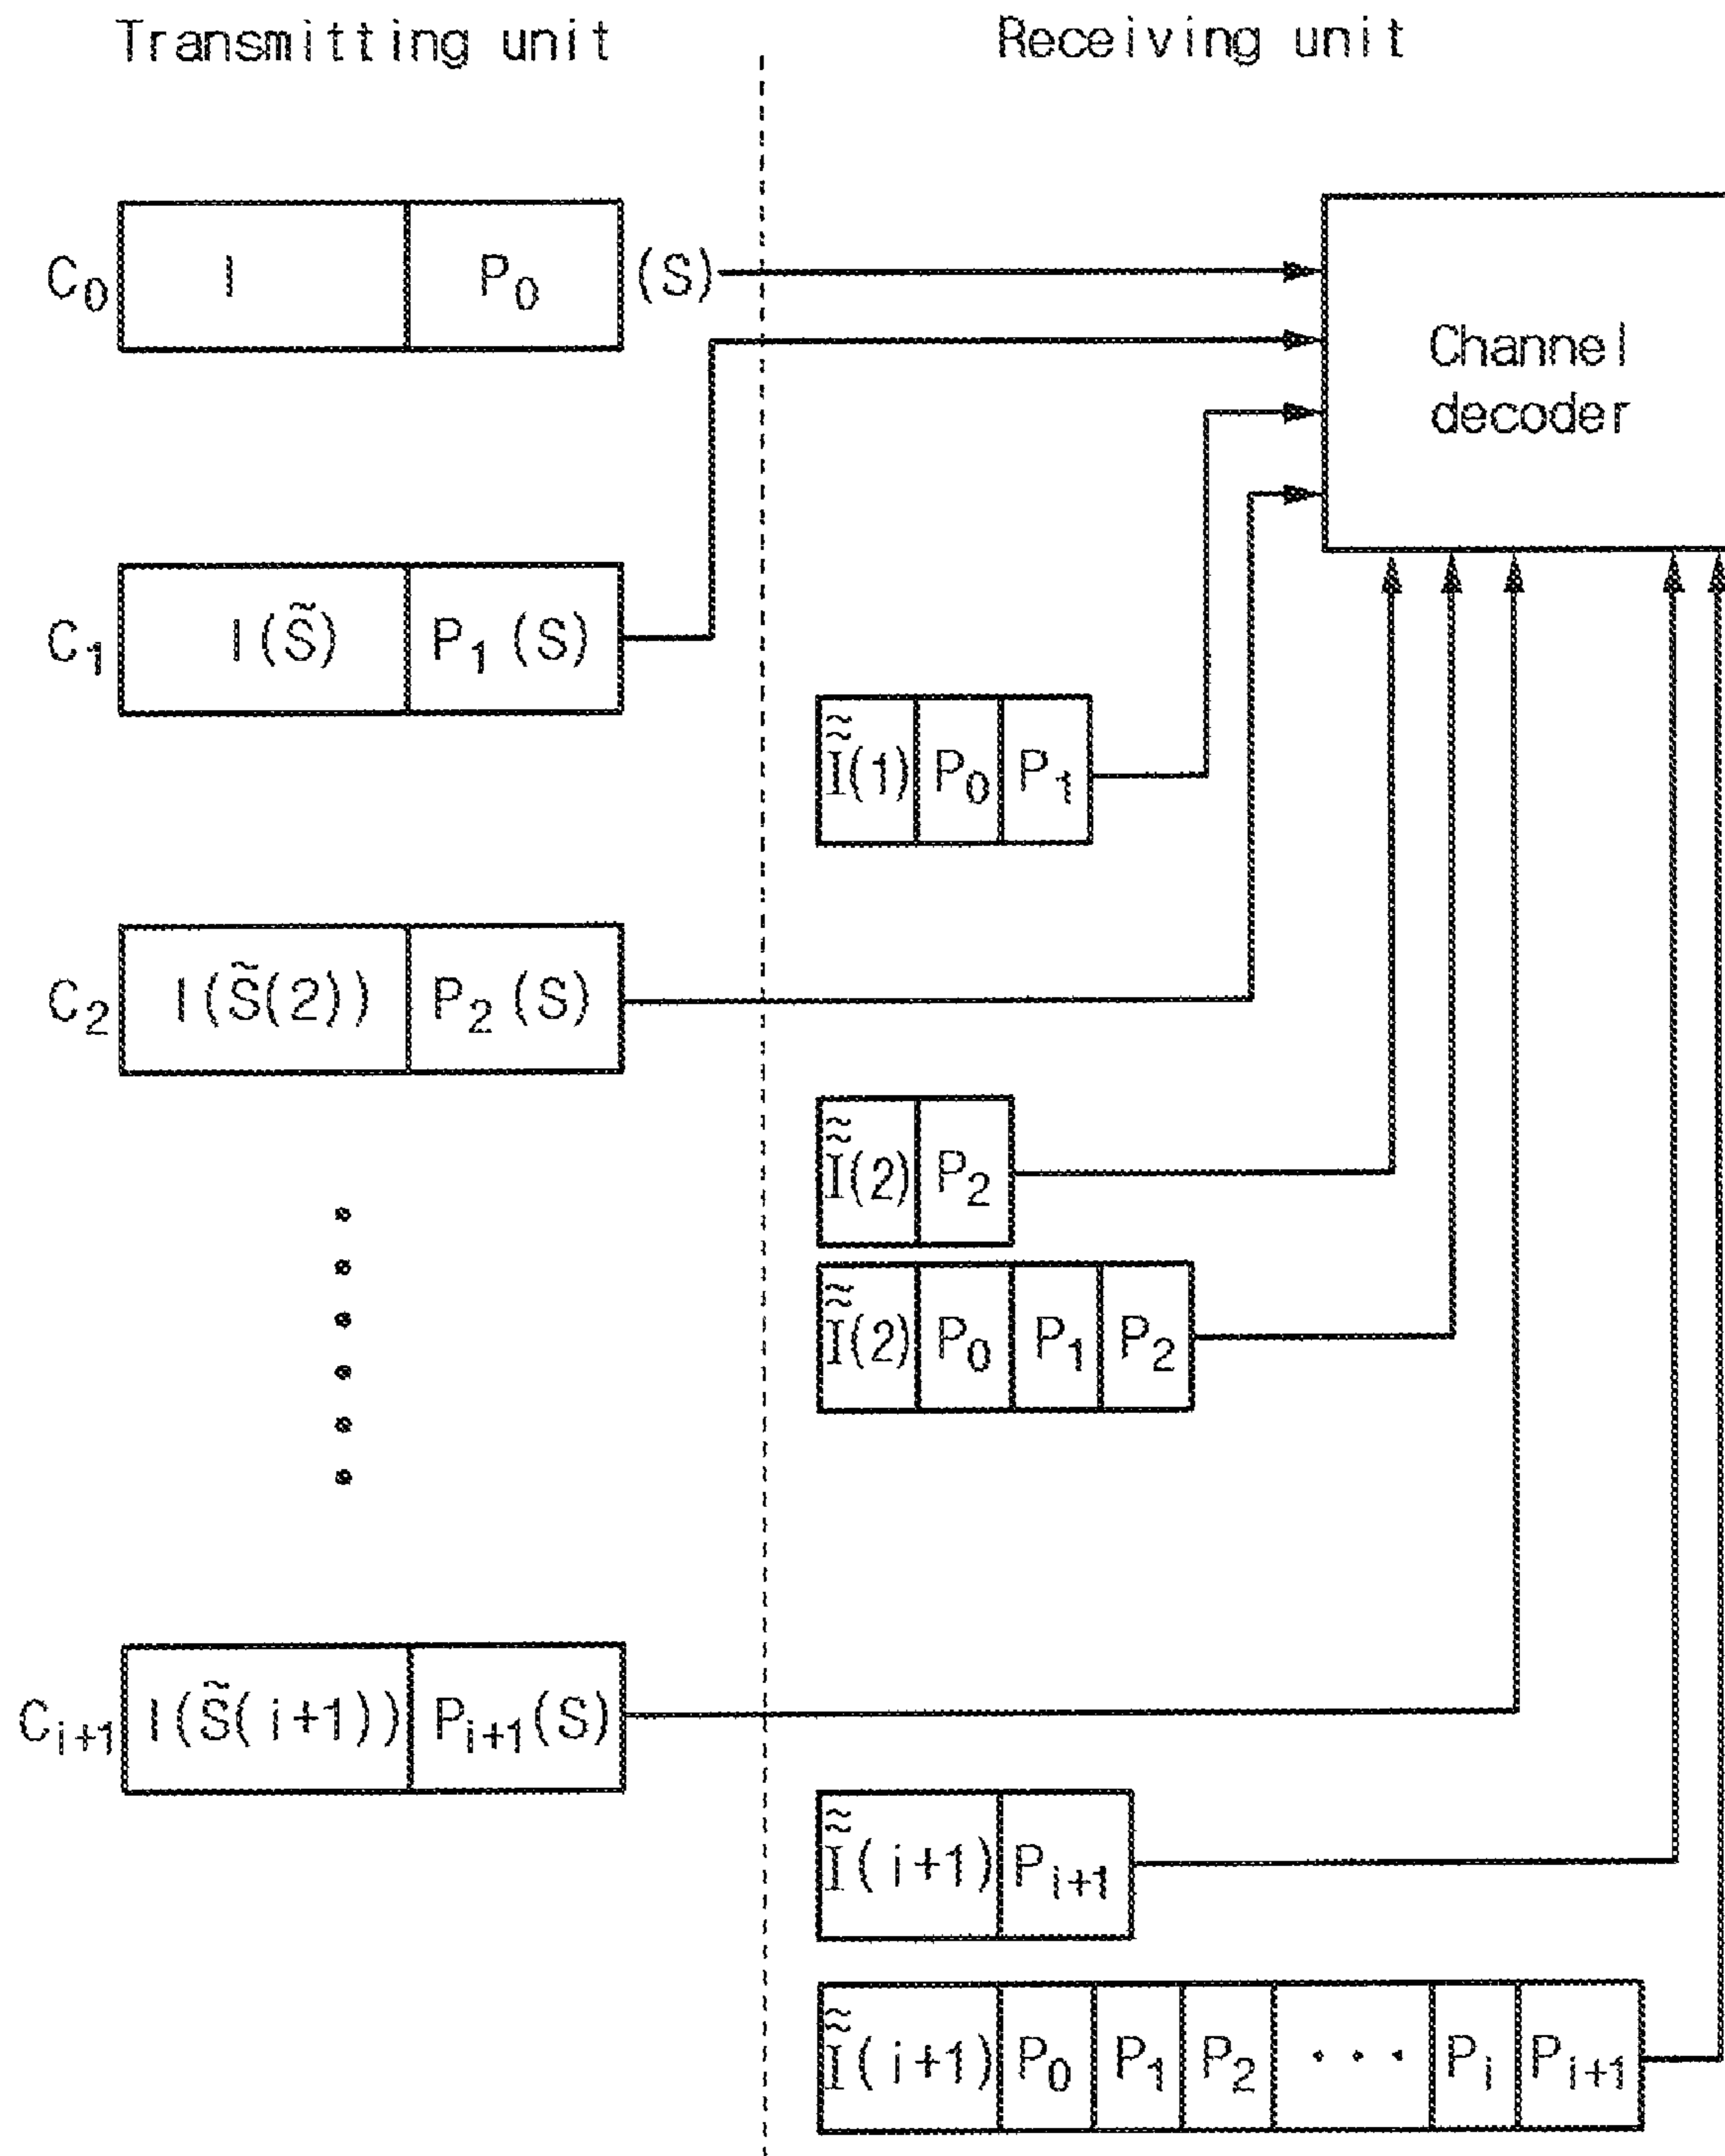 Transmitting unit
Receiving unit
C₀ I P₀ (S)
Channel
decoder
C₁ I(S̃) P₁(S)
Ĩ̃(1) P₀ P₁
C₂ I(S̃(2)) P₂(S)
Ĩ̃(2) P₂
Ĩ̃(2) P₀ P₁ P₂
Cᵢ₊₁ I(S̃(i+1)) Pᵢ₊₁(S)
Ĩ̃(i+1) Pᵢ₊₁
Ĩ̃(i+1) P₀ P₁ P₂ ··· Pᵢ Pᵢ₊₁